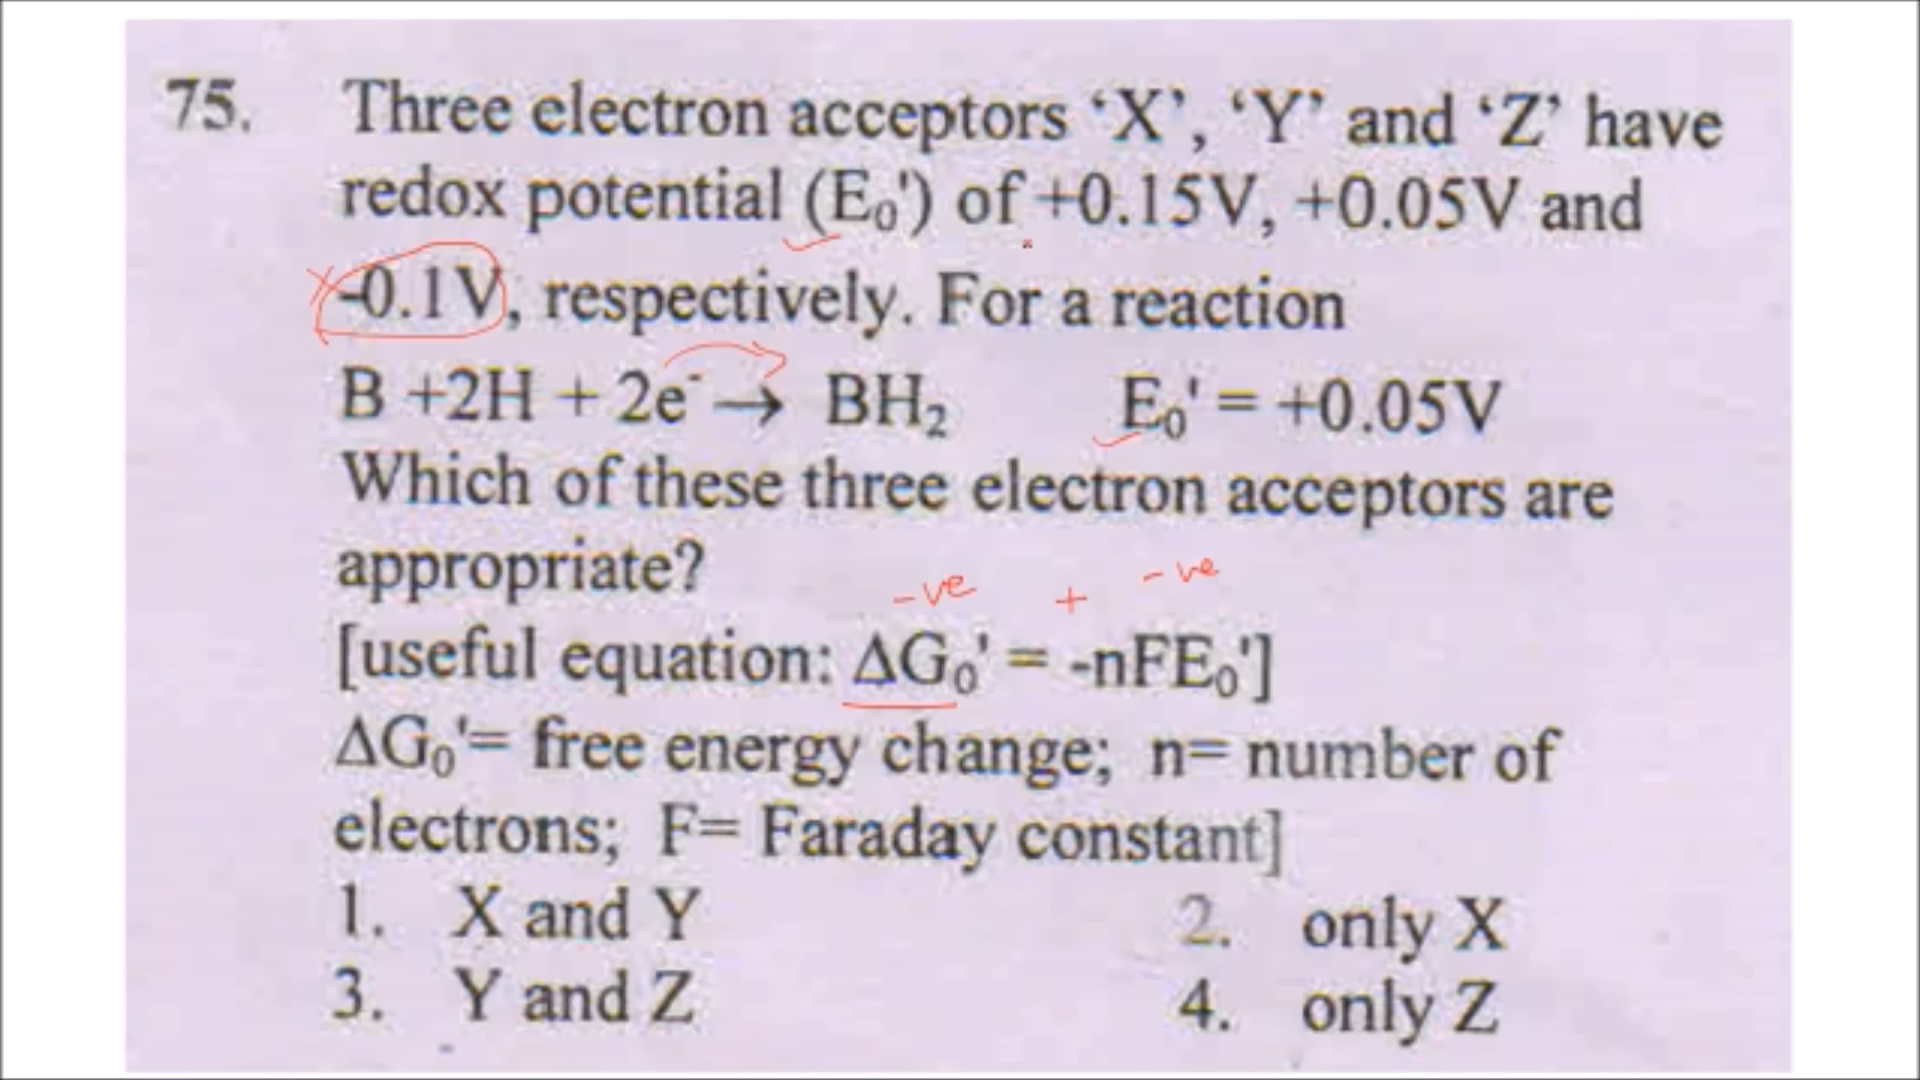 75. Three electron acceptors ‘X’, ‘Y’ and ‘Z’ have
redox potential (E₀') of +0.15V, +0.05V and
-0.1V, respectively. For a reaction
B +2H + 2e⁻ → BH₂ E₀' = +0.05V
Which of these three electron acceptors are
appropriate?
-ve + -ve
[useful equation: ΔG₀' = -nFE₀']
ΔG₀'= free energy change; n= number of
electrons; F= Faraday constant]
1. X and Y 2. only X
3. Y and Z 4. only Z